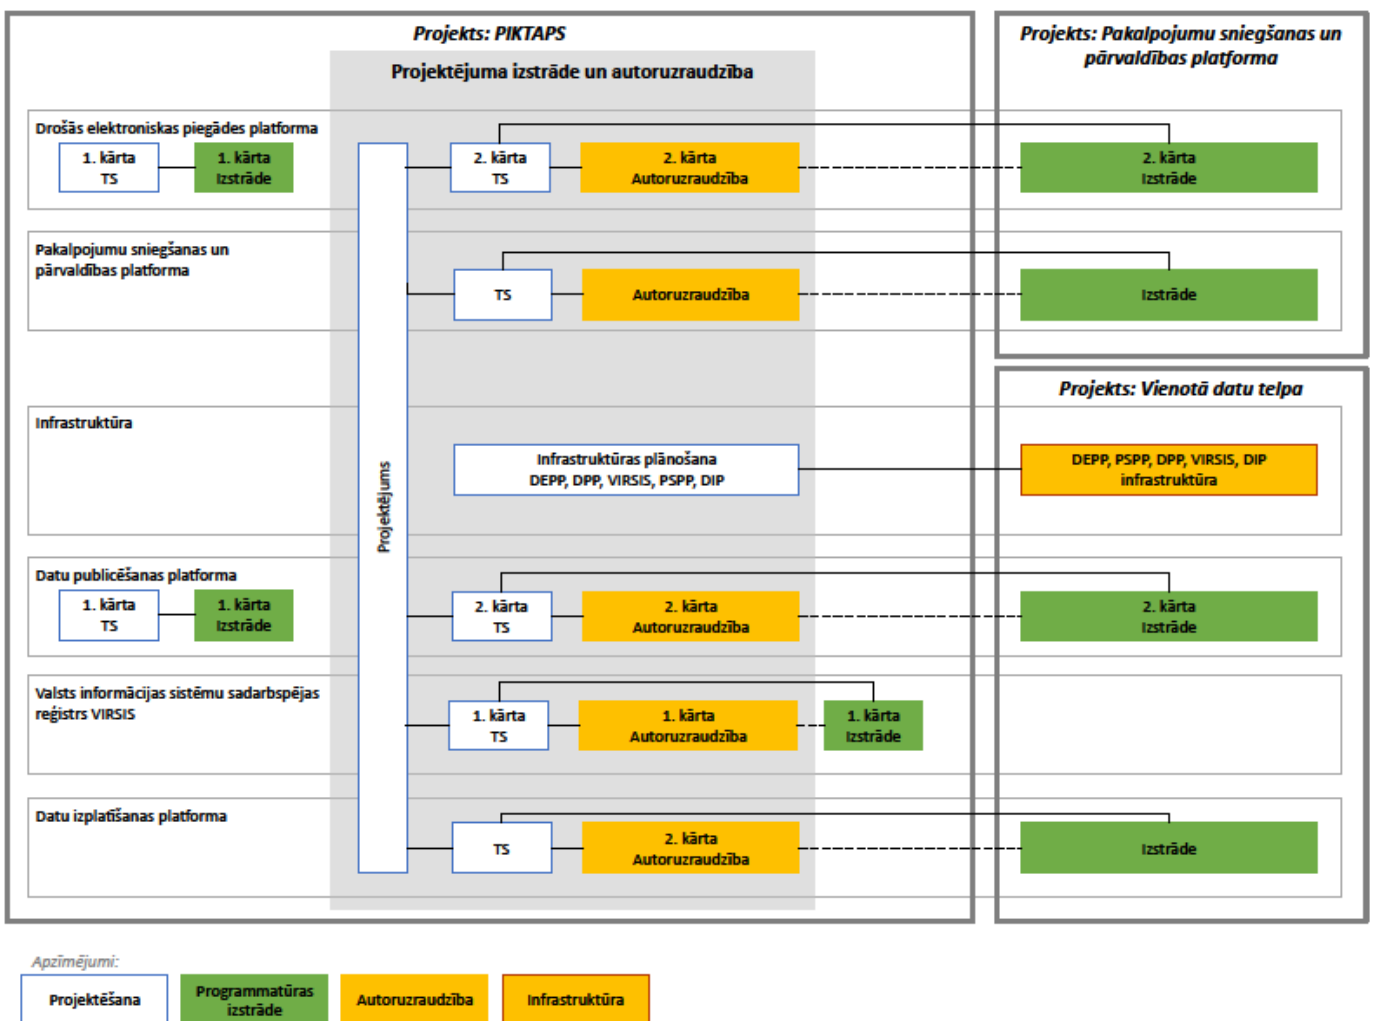 Projekts: PIKTAPS
Projektējuma izstrāde un autoruzraudzība
Projekts: Pakalpojumu sniegšanas un
pārvaldības platforma
Drošās elektroniskas piegādes platforma
1. kārta
TS
1. kārta
Izstrāde
2. kārta
TS
2. kārta
Autoruzraudzība
2. kārta
Izstrāde
Pakalpojumu sniegšanas un
pārvaldības platforma
TS
Autoruzraudzība
Izstrāde
Projekts: Vienotā datu telpa
Infrastruktūra
Projektējums
Infrastruktūras plānošana
DEPP, DPP, VIRSIS, PSPP, DIP
DEPP, PSPP, DPP, VIRSIS, DIP
infrastruktūra
Datu publicēšanas platforma
1. kārta
TS
1. kārta
Izstrāde
2. kārta
TS
2. kārta
Autoruzraudzība
2. kārta
Izstrāde
Valsts informācijas sistēmu sadarbspējas
reģistrs VIRSIS
1. kārta
TS
1. kārta
Autoruzraudzība
1. kārta
Izstrāde
Datu izplatīšanas platforma
TS
2. kārta
Autoruzraudzība
Izstrāde
Apzīmējumi:
Projektēšana
Programmatūras
izstrāde
Autoruzraudzība
Infrastruktūra